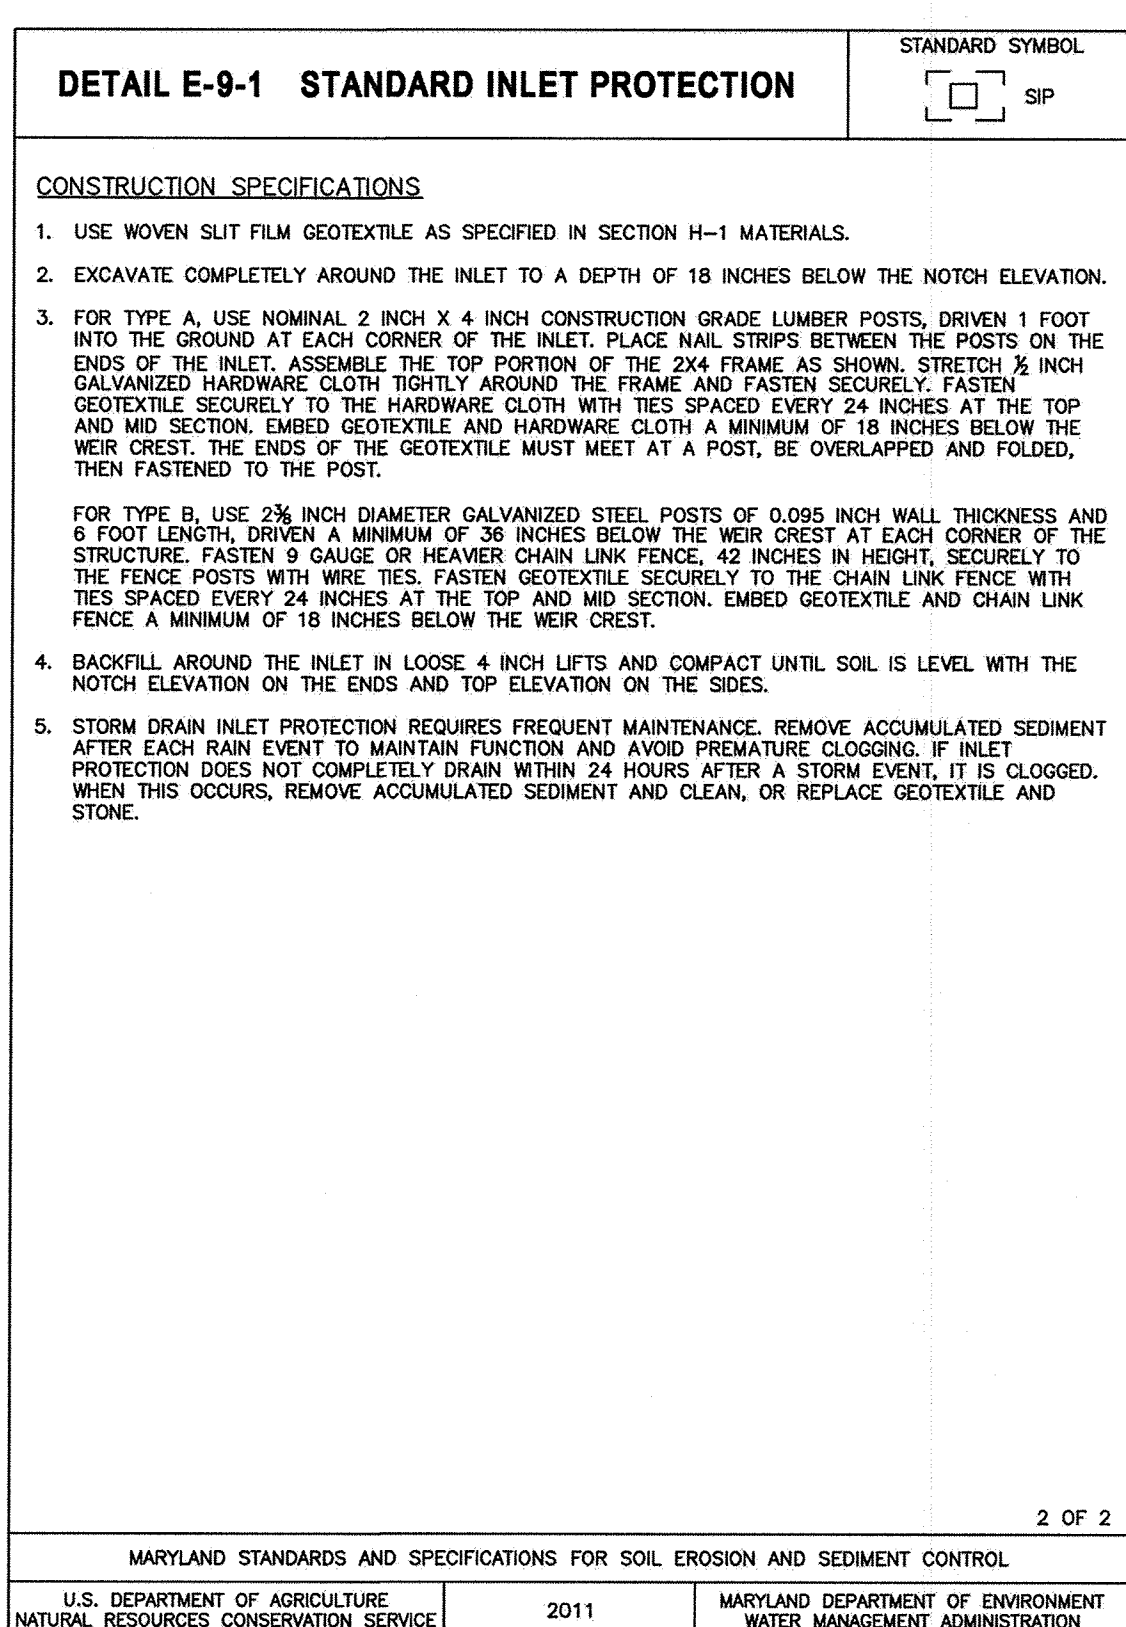 STANDARD SYMBOL
DETAIL E-9-1 STANDARD INLET PROTECTION
SIP
CONSTRUCTION SPECIFICATIONS
1. USE WOVEN SLIT FILM GEOTEXTILE AS SPECIFIED IN SECTION H-1 MATERIALS.
2. EXCAVATE COMPLETELY AROUND THE INLET TO A DEPTH OF 18 INCHES BELOW THE NOTCH ELEVATION.
3. FOR TYPE A, USE NOMINAL 2 INCH X 4 INCH CONSTRUCTION GRADE LUMBER POSTS, DRIVEN 1 FOOT
INTO THE GROUND AT EACH CORNER OF THE INLET. PLACE NAIL STRIPS BETWEEN THE POSTS ON THE
ENDS OF THE INLET. ASSEMBLE THE TOP PORTION OF THE 2X4 FRAME AS SHOWN. STRETCH ½ INCH
GALVANIZED HARDWARE CLOTH TIGHTLY AROUND THE FRAME AND FASTEN SECURELY. FASTEN
GEOTEXTILE SECURELY TO THE HARDWARE CLOTH WITH TIES SPACED EVERY 24 INCHES AT THE TOP
AND MID SECTION. EMBED GEOTEXTILE AND HARDWARE CLOTH A MINIMUM OF 18 INCHES BELOW THE
WEIR CREST. THE ENDS OF THE GEOTEXTILE MUST MEET AT A POST, BE OVERLAPPED AND FOLDED,
THEN FASTENED TO THE POST.
FOR TYPE B, USE 2⅜ INCH DIAMETER GALVANIZED STEEL POSTS OF 0.095 INCH WALL THICKNESS AND
6 FOOT LENGTH, DRIVEN A MINIMUM OF 36 INCHES BELOW THE WEIR CREST AT EACH CORNER OF THE
STRUCTURE. FASTEN 9 GAUGE OR HEAVIER CHAIN LINK FENCE, 42 INCHES IN HEIGHT, SECURELY TO
THE FENCE POSTS WITH WIRE TIES. FASTEN GEOTEXTILE SECURELY TO THE CHAIN LINK FENCE WITH
TIES SPACED EVERY 24 INCHES AT THE TOP AND MID SECTION. EMBED GEOTEXTILE AND CHAIN LINK
FENCE A MINIMUM OF 18 INCHES BELOW THE WEIR CREST.
4. BACKFILL AROUND THE INLET IN LOOSE 4 INCH LIFTS AND COMPACT UNTIL SOIL IS LEVEL WITH THE
NOTCH ELEVATION ON THE ENDS AND TOP ELEVATION ON THE SIDES.
5. STORM DRAIN INLET PROTECTION REQUIRES FREQUENT MAINTENANCE. REMOVE ACCUMULATED SEDIMENT
AFTER EACH RAIN EVENT TO MAINTAIN FUNCTION AND AVOID PREMATURE CLOGGING. IF INLET
PROTECTION DOES NOT COMPLETELY DRAIN WITHIN 24 HOURS AFTER A STORM EVENT, IT IS CLOGGED.
WHEN THIS OCCURS, REMOVE ACCUMULATED SEDIMENT AND CLEAN, OR REPLACE GEOTEXTILE AND
STONE.
2 OF 2
MARYLAND STANDARDS AND SPECIFICATIONS FOR SOIL EROSION AND SEDIMENT CONTROL
U.S. DEPARTMENT OF AGRICULTURE
NATURAL RESOURCES CONSERVATION SERVICE
2011
MARYLAND DEPARTMENT OF ENVIRONMENT
WATER MANAGEMENT ADMINISTRATION